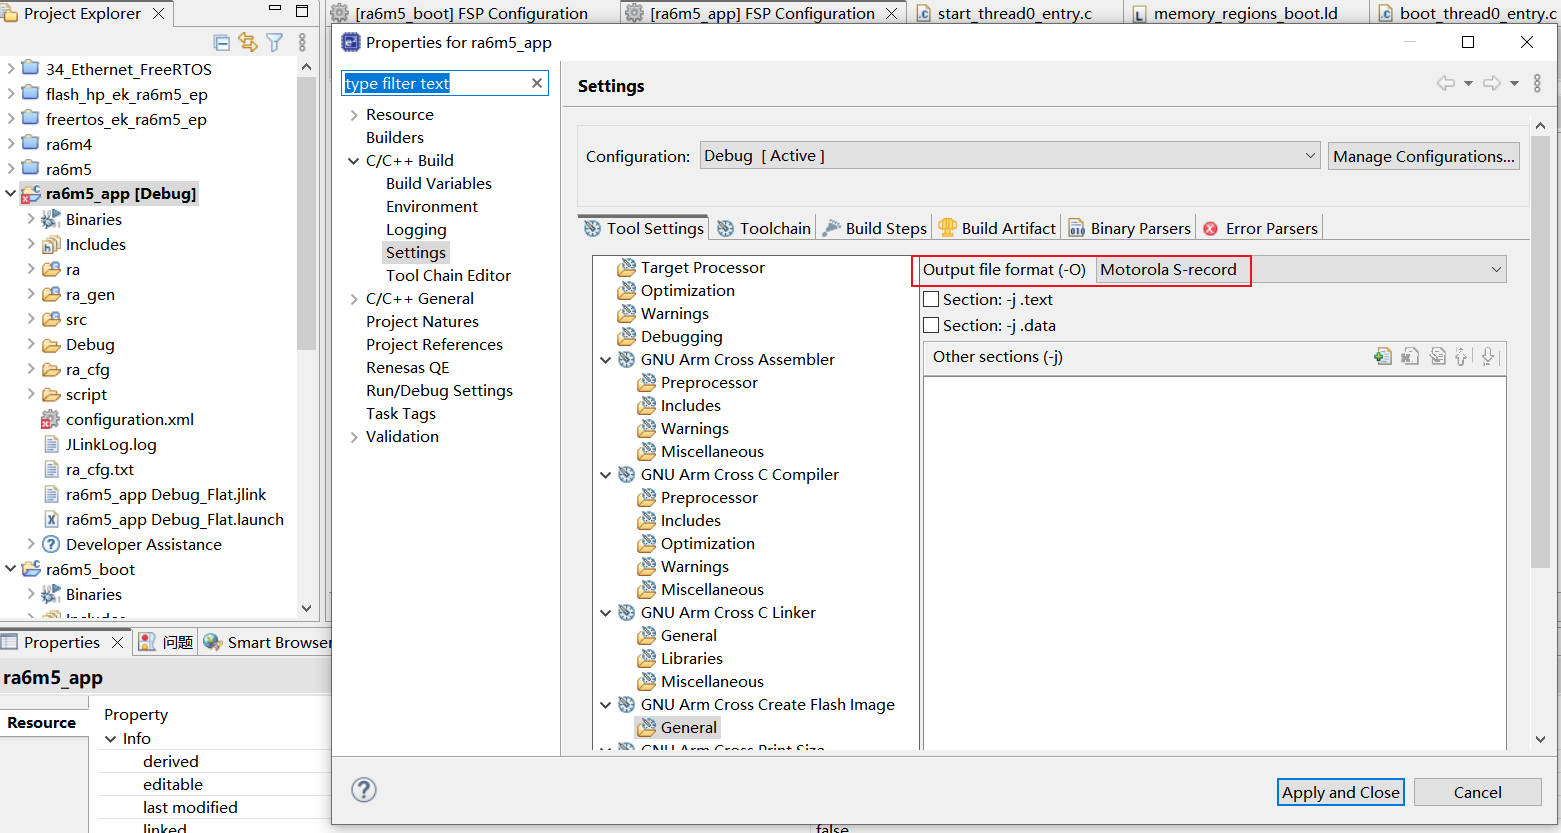 Project Explorer
[ra6m5_boot] FSP Configuration
[ra6m5_app] FSP Configuration
start_thread0_entry.c
memory_regions_boot.ld
boot_thread0_entry.c
34_Ethernet_FreeRTOS
flash_hp_ek_ra6m5_ep
freertos_ek_ra6m5_ep
ra6m4
ra6m5
ra6m5_app [Debug]
Binaries
Includes
ra
ra_gen
src
Debug
ra_cfg
script
configuration.xml
JLinkLog.log
ra_cfg.txt
ra6m5_app Debug_Flat.jlink
ra6m5_app Debug_Flat.launch
Developer Assistance
ra6m5_boot
Binaries
Includes
Properties
问题
Smart Browser
ra6m5_app
Resource
Property
Info
derived
editable
last modified
linked
false
Properties for ra6m5_app
type filter text
Resource
Builders
C/C++ Build
Build Variables
Environment
Logging
Settings
Tool Chain Editor
C/C++ General
Project Natures
Project References
Renesas QE
Run/Debug Settings
Task Tags
Validation
Settings
Configuration:
Debug [ Active ]
Manage Configurations...
Tool Settings
Toolchain
Build Steps
Build Artifact
Binary Parsers
Error Parsers
Target Processor
Optimization
Warnings
Debugging
GNU Arm Cross Assembler
Preprocessor
Includes
Warnings
Miscellaneous
GNU Arm Cross C Compiler
Preprocessor
Includes
Optimization
Warnings
Miscellaneous
GNU Arm Cross C Linker
General
Libraries
Miscellaneous
GNU Arm Cross Create Flash Image
General
GNU Arm Cross Print Size
Output file format (-O)
Motorola S-record
Section: -j .text
Section: -j .data
Other sections (-j)
Apply and Close
Cancel